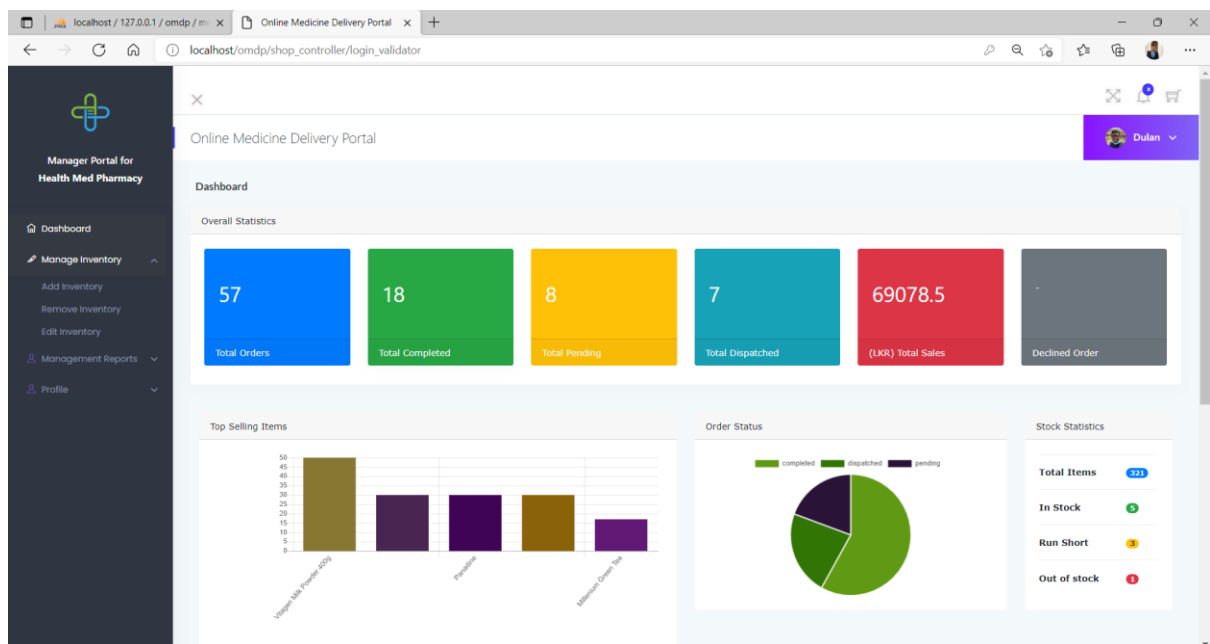 localhost / 127.0.0.1 / omdp / m
Online Medicine Delivery Portal
localhost/omdp/shop_controller/login_validator
Manager Portal for
Health Med Pharmacy
Dashboard
Manage Inventory
Add Inventory
Remove Inventory
Edit Inventory
Management Reports
Profile
Online Medicine Delivery Portal
Dulan
Dashboard
Overall Statistics
57
Total Orders
18
Total Completed
8
Total Pending
7
Total Dispatched
69078.5
(LKR) Total Sales
-
Declined Order
Top Selling Items
50
45
40
35
30
25
20
15
10
5
0
Vitagen Milk Powder 400g
Panadine
Millenium Green Tea
Order Status
completed
dispatched
pending
Stock Statistics
Total Items 321
In Stock 5
Run Short 3
Out of stock 1